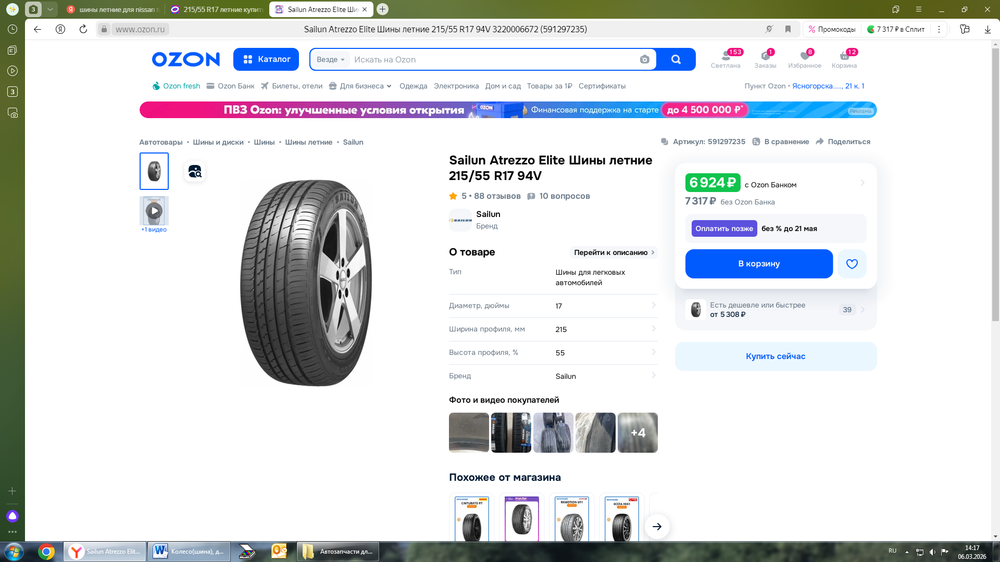 3
шины летние для nissan t
215/55 R17 летние купить
Sailun Atrezzo Elite Ши
www.ozon.ru
Sailun Atrezzo Elite Шины летние 215/55 R17 94V 3220006672 (591297235)
Промокоды
7 317 ₽ в Сплит
3
OZON
Каталог
Везде
Искать на Ozon
153
Светлана
1
Заказы
8
Избранное
12
Корзина
Ozon fresh
Ozon Банк
Билеты, отели
Для бизнеса
Одежда
Электроника
Дом и сад
Товары за 1₽
Сертификаты
Пункт Ozon • Ясногорска...., 21 к. 1
ПВЗ Ozon: улучшенные условия открытия
OZON
Финансовая поддержка на старте
до 4 500 000 ₽*
Реклама
Автотовары • Шины и диски • Шины • Шины летние • Sailun
Артикул: 591297235
В сравнение
Поделиться
+1 видео
SAILUN
Sailun Atrezzo Elite Шины летние
215/55 R17 94V
5 • 88 отзывов
10 вопросов
SAILUN
Sailun
Бренд
О товаре
Перейти к описанию
Тип
Шины для легковых
автомобилей
Диаметр, дюймы
17
Ширина профиля, мм
215
Высота профиля, %
55
Бренд
Sailun
Фото и видео покупателей
+4
Похожее от магазина
CINTURATO P7
МИЛИ
RXMOTION U11
ECSTA HS51
6 924 ₽ с Ozon Банком
7 317 ₽ без Ozon Банка
Оплатить позже
без % до 21 мая
В корзину
Есть дешевле или быстрее
от 5 308 ₽
39
Купить сейчас
Sailun Atrezzo Elit...
Колесо(шина), д...
Автозапчасти дл...
RU
14:17
06.03.2026